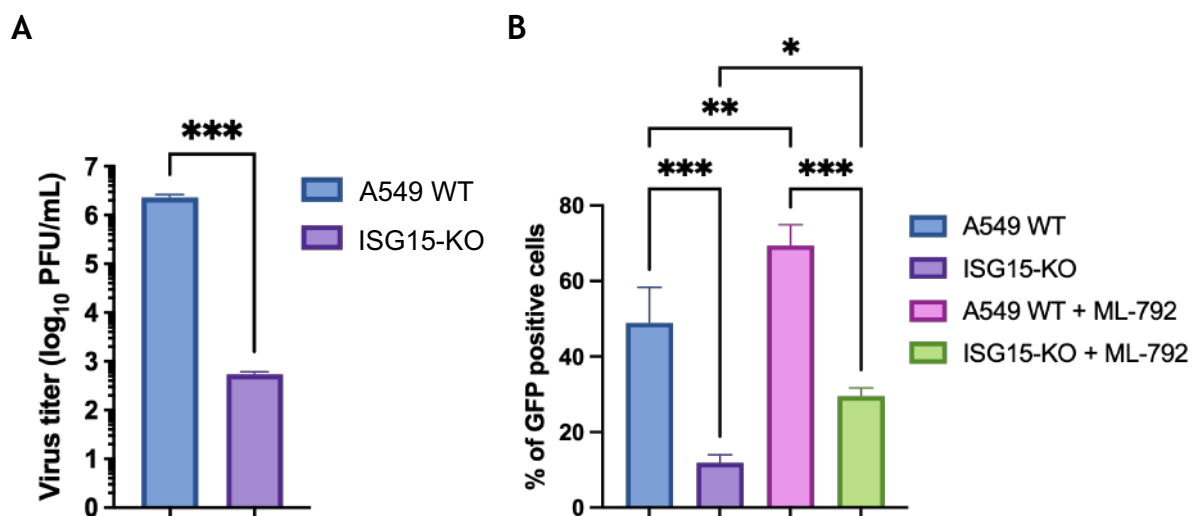 A
***
Virus titer (log₁₀ PFU/mL)
7
6
5
4
3
2
1
0
A549 WT
ISG15-KO
B
*
**
***
***
% of GFP positive cells
80
60
40
20
0
A549 WT
ISG15-KO
A549 WT + ML-792
ISG15-KO + ML-792